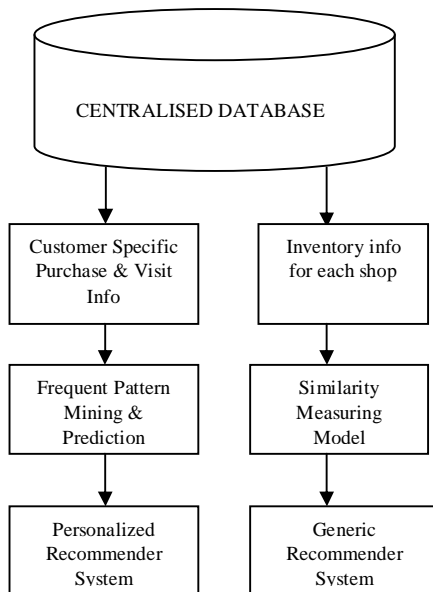 CENTRALISED DATABASE
Customer Specific
Purchase & Visit
Info
Inventory info
for each shop
Frequent Pattern
Mining &
Prediction
Similarity
Measuring
Model
Personalized
Recommender
System
Generic
Recommender
System